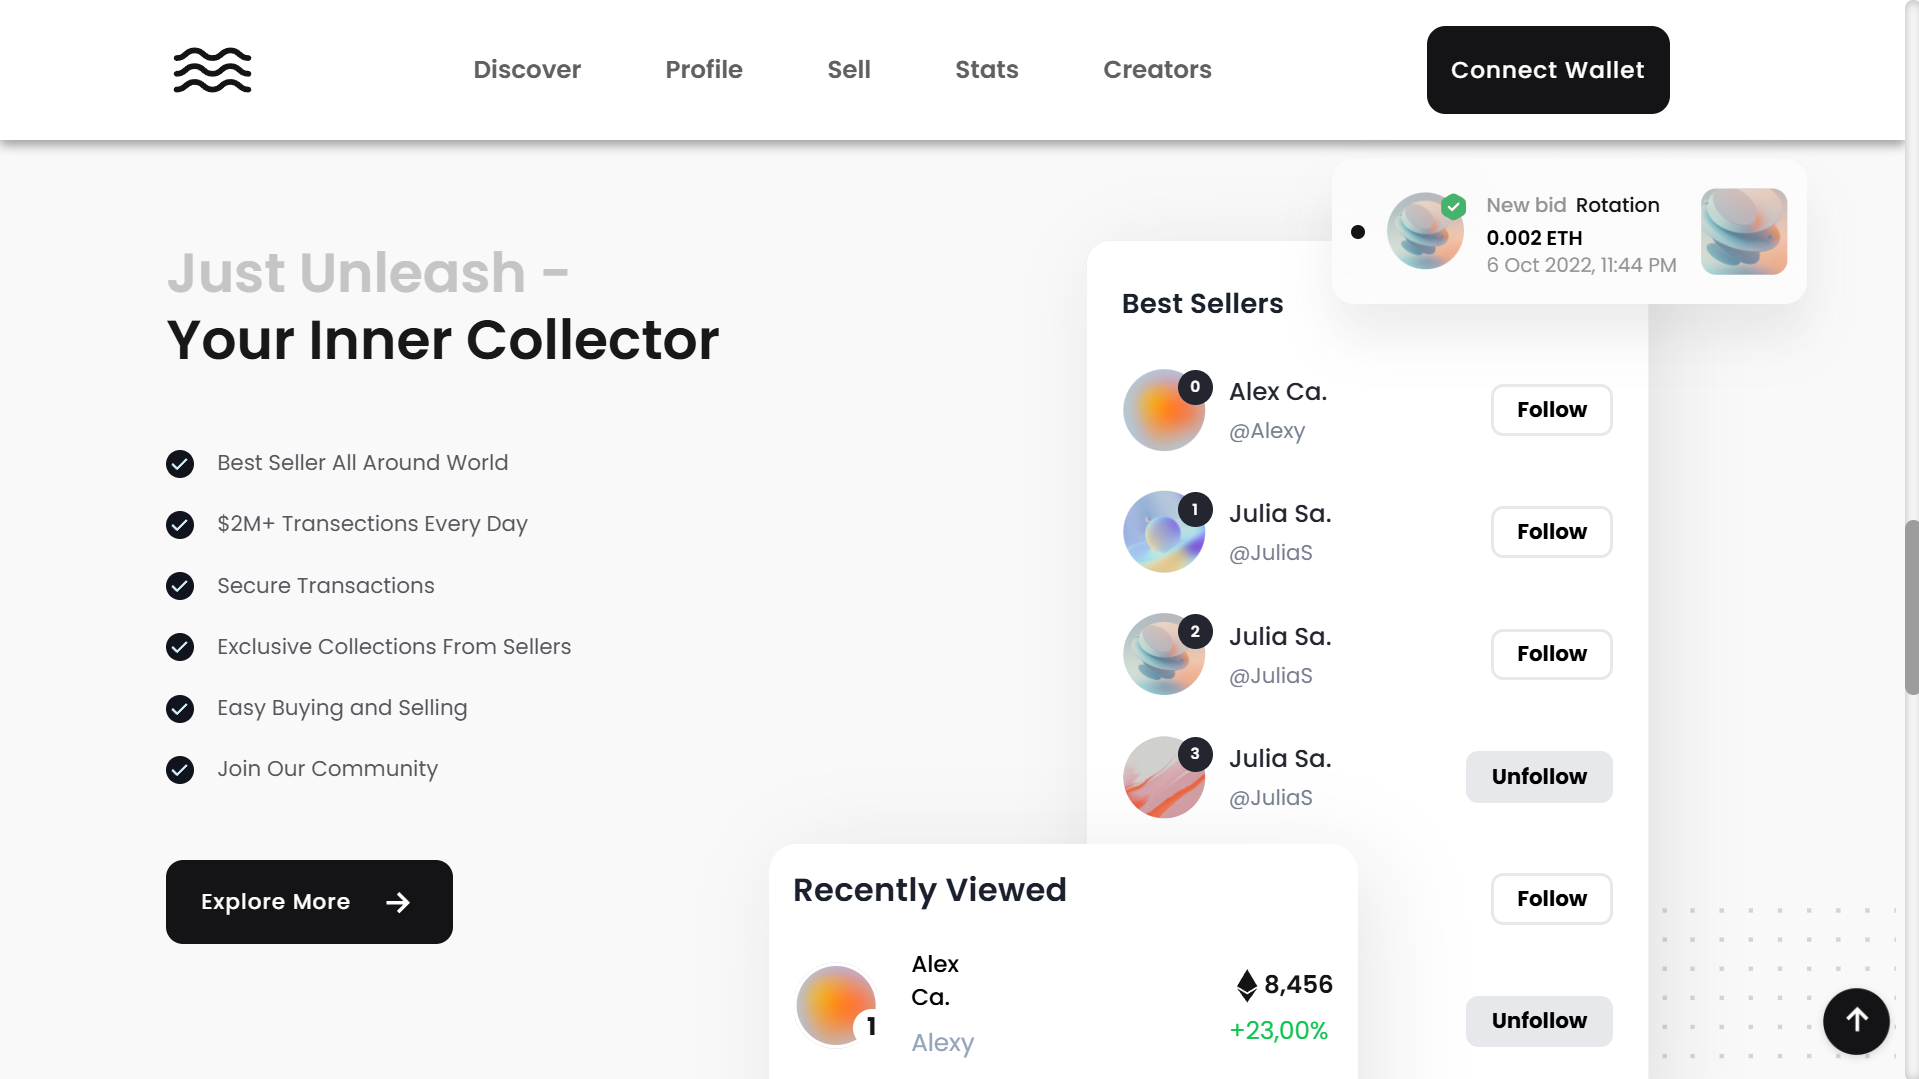 Discover
Profile
Sell
Stats
Creators
Connect Wallet
New bid Rotation
0.002 ETH
6 Oct 2022, 11:44 PM
Just Unleash -
Your Inner Collector
Best Seller All Around World
$2M+ Transections Every Day
Secure Transactions
Exclusive Collections From Sellers
Easy Buying and Selling
Join Our Community
Explore More
Best Sellers
0
Alex Ca.
@Alexy
Follow
1
Julia Sa.
@JuliaS
Follow
2
Julia Sa.
@JuliaS
Follow
3
Julia Sa.
@JuliaS
Unfollow
Follow
Unfollow
Recently Viewed
1
Alex
Ca.
Alexy
8,456
+23,00%